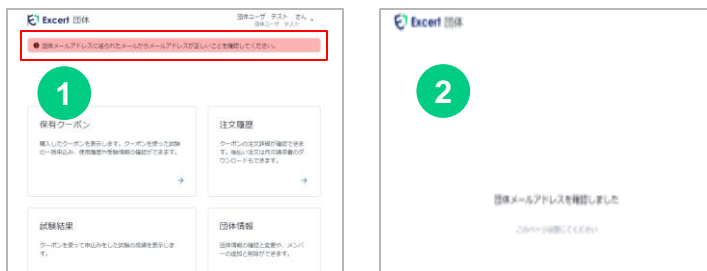 Excert 団体
団体ユーザ テスト さん
団体ユーザ テスト
団体メールアドレスに送られたメールからメールアドレスが正しいことを確認してください。
1
保有クーポン
購入したクーポンを表示します。クーポンを使った試験
の一括申込み、使用履歴や受験情報の確認ができます。
→
注文履歴
クーポンの注文詳細が確認できま
す。後払い注文は月次請求書のダ
ウンロードもできます。
→
試験結果
クーポンを使って申込みをした試験の成績を表示しま
す。
団体情報
団体情報の確認と変更や、メンバ
ーの追加と削除ができます。
Excert 団体
2
団体メールアドレスを確認しました
このページは閉じてください